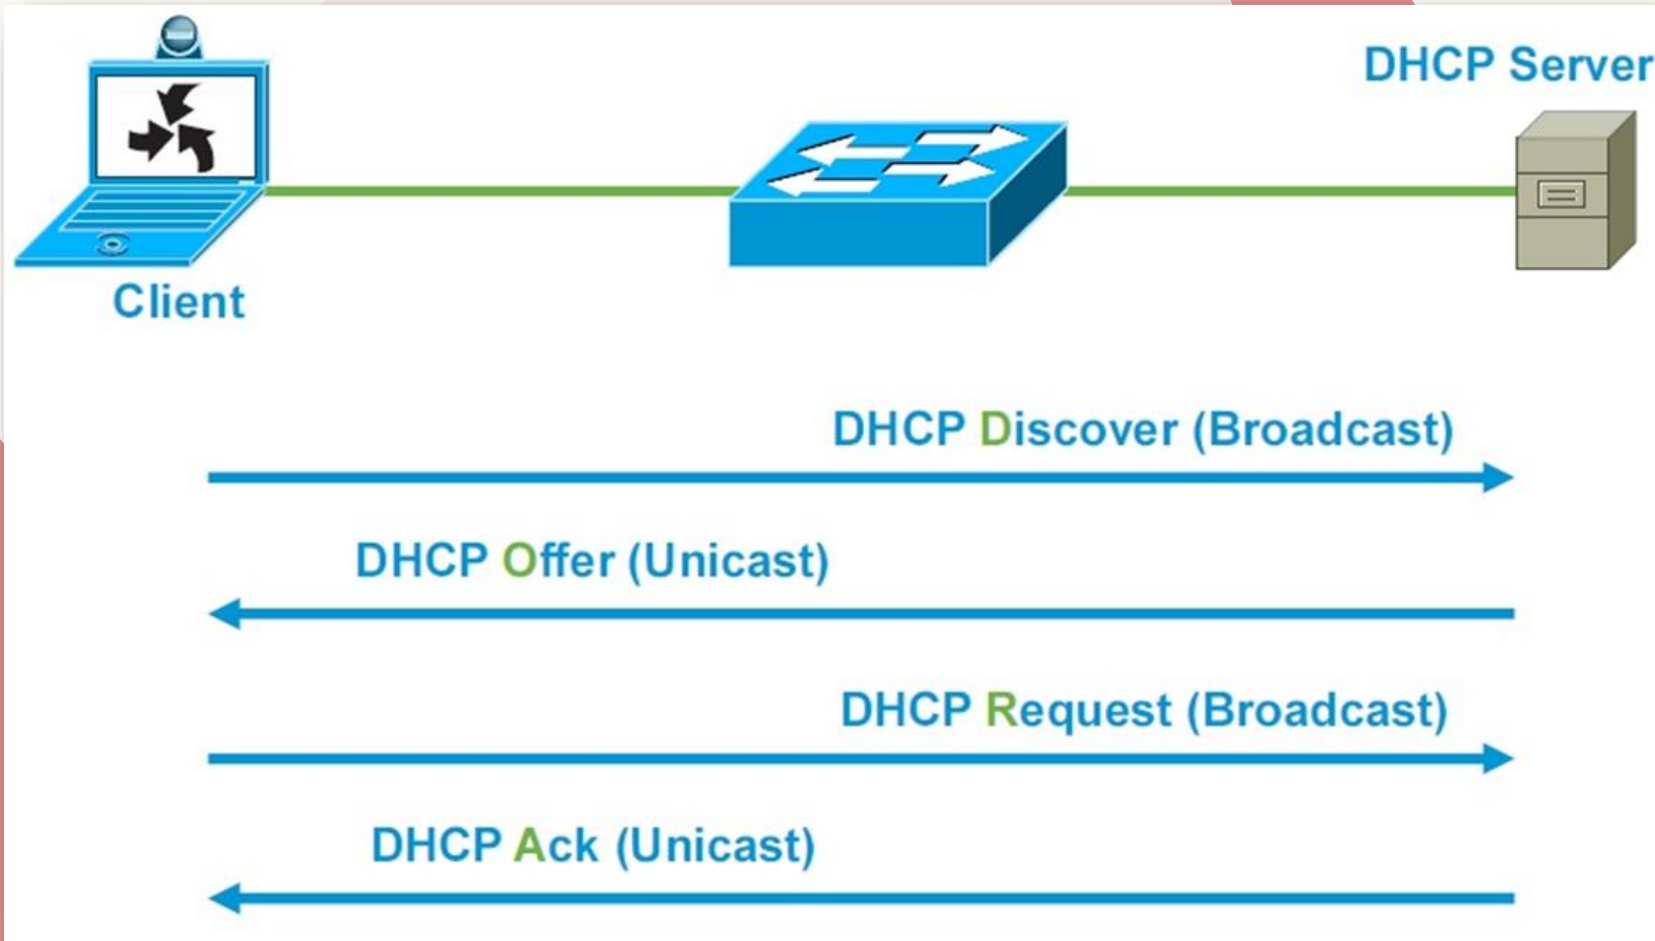 DHCP Server
Client
DHCP Discover (Broadcast)
DHCP Offer (Unicast)
DHCP Request (Broadcast)
DHCP Ack (Unicast)